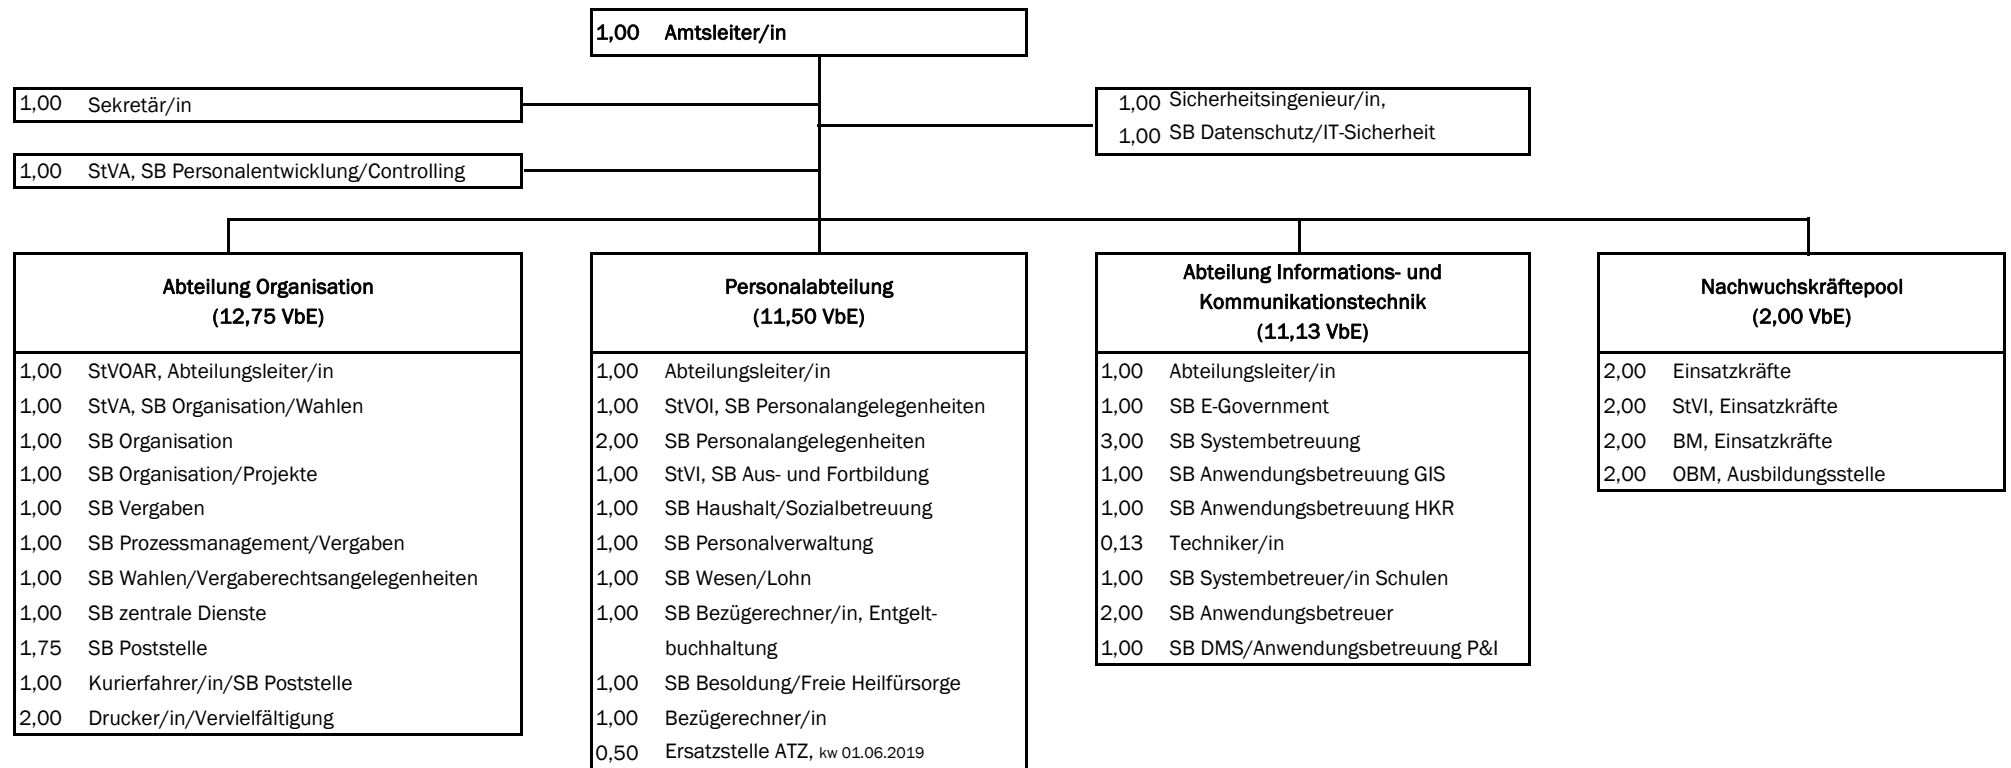 1,00 Amtsleiter/in
1,00 Sekretär/in
1,00 Sicherheitsingenieur/in,
1,00 SB Datenschutz/IT-Sicherheit
1,00 StVA, SB Personalentwicklung/Controlling
Abteilung Organisation
(12,75 VbE)
1,00 StVOAR, Abteilungsleiter/in
1,00 StVA, SB Organisation/Wahlen
1,00 SB Organisation
1,00 SB Organisation/Projekte
1,00 SB Vergaben
1,00 SB Prozessmanagement/Vergaben
1,00 SB Wahlen/Vergaberechtsangelegenheiten
1,00 SB zentrale Dienste
1,75 SB Poststelle
1,00 Kurierfahrer/in/SB Poststelle
2,00 Drucker/in/Vervielfältigung
Personalabteilung
(11,50 VbE)
1,00 Abteilungsleiter/in
1,00 StVOI, SB Personalangelegenheiten
2,00 SB Personalangelegenheiten
1,00 StVI, SB Aus- und Fortbildung
1,00 SB Haushalt/Sozialbetreuung
1,00 SB Personalverwaltung
1,00 SB Wesen/Lohn
1,00 SB Bezügerechner/in, Entgelt-
buchhaltung
1,00 SB Besoldung/Freie Heilfürsorge
1,00 Bezügerechner/in
0,50 Ersatzstelle ATZ, kw 01.06.2019
Abteilung Informations- und
Kommunikationstechnik
(11,13 VbE)
1,00 Abteilungsleiter/in
1,00 SB E-Government
3,00 SB Systembetreuung
1,00 SB Anwendungsbetreuung GIS
1,00 SB Anwendungsbetreuung HKR
0,13 Techniker/in
1,00 SB Systembetreuer/in Schulen
2,00 SB Anwendungsbetreuer
1,00 SB DMS/Anwendungsbetreuung P&I
Nachwuchskräftepool
(2,00 VbE)
2,00 Einsatzkräfte
2,00 StVI, Einsatzkräfte
2,00 BM, Einsatzkräfte
2,00 OBM, Ausbildungsstelle